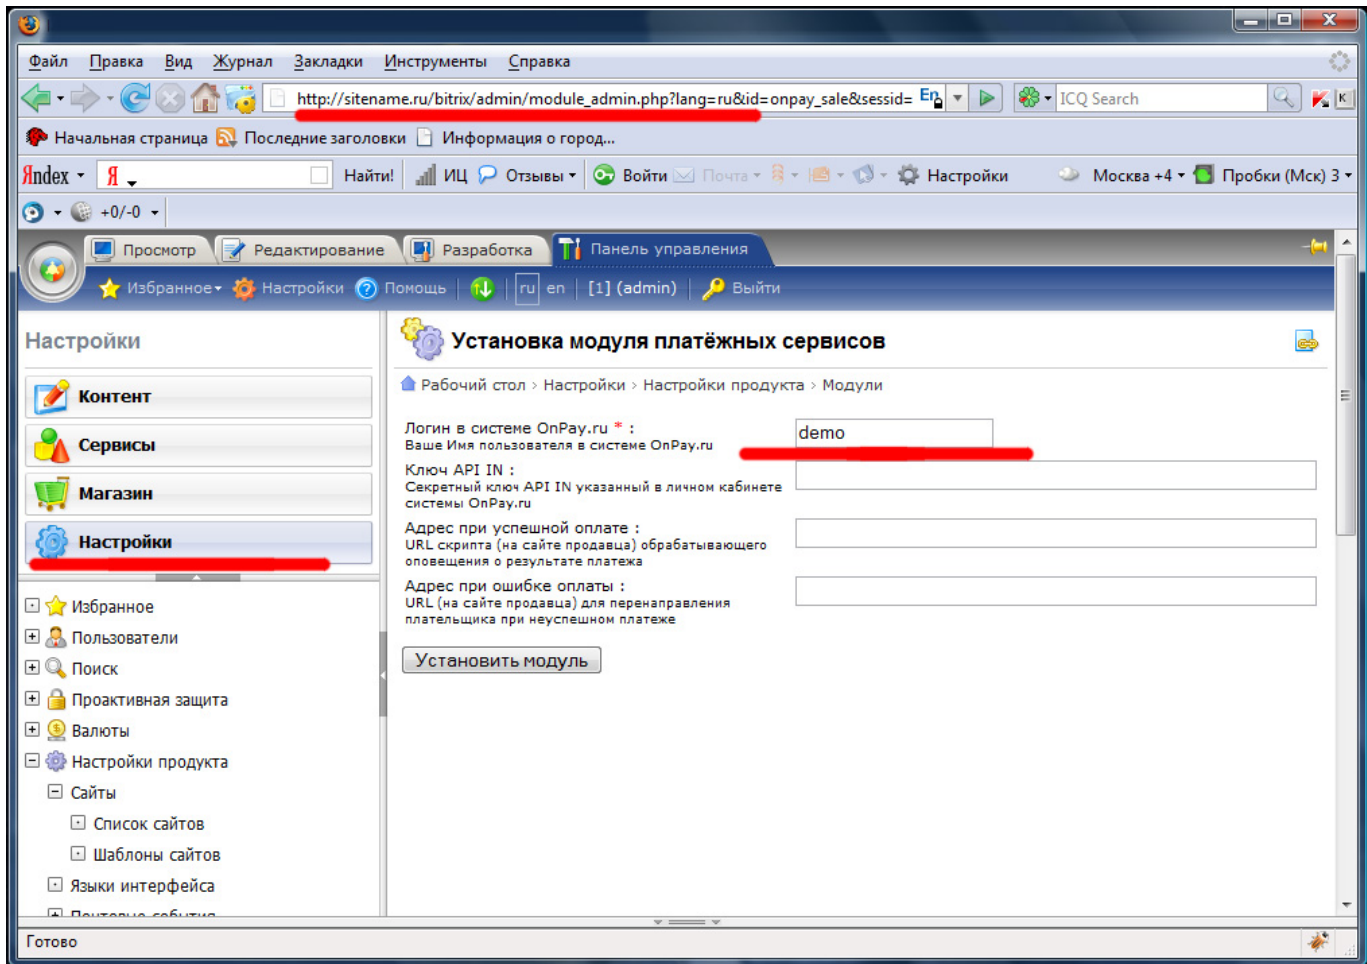 Файл Правка Вид Журнал Закладки Инструменты Справка
http://sitename.ru/bitrix/admin/module_admin.php?lang=ru&id=onpay_sale&sessid= En ICQ Search K K
Начальная страница Последние заголовки Информация о город...
Яndex Я Найти! ИЦ Отзывы Войти Почта Настройки Москва +4 Пробки (Мск) 3
+0/-0
Просмотр Редактирование Разработка Панель управления
Избранное Настройки Помощь ru en [1] (admin) Выйти
Настройки
Установка модуля платёжных сервисов
Рабочий стол › Настройки › Настройки продукта › Модули
Контент
Сервисы
Магазин
Настройки
Логин в системе OnPay.ru * :
demo
Ваше Имя пользователя в системе OnPay.ru
Ключ API IN :
Секретный ключ API IN указанный в личном кабинете
системы OnPay.ru
Адрес при успешной оплате :
URL скрипта (на сайте продавца) обрабатывающего
оповещения о результате платежа
Адрес при ошибке оплаты :
URL (на сайте продавца) для перенаправления
плательщика при неуспешном платеже
Установить модуль
Избранное
Пользователи
Поиск
Проактивная защита
Валюты
Настройки продукта
Сайты
Список сайтов
Шаблоны сайтов
Языки интерфейса
Готово